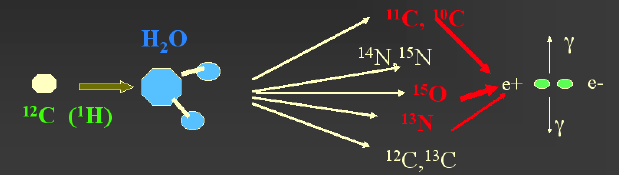 ¹²C (¹H)
H₂O
¹¹C, ¹⁰C
¹⁴N,¹⁵N
¹⁵O
¹³N
¹²C,¹³C
γ
e+ e-
γ